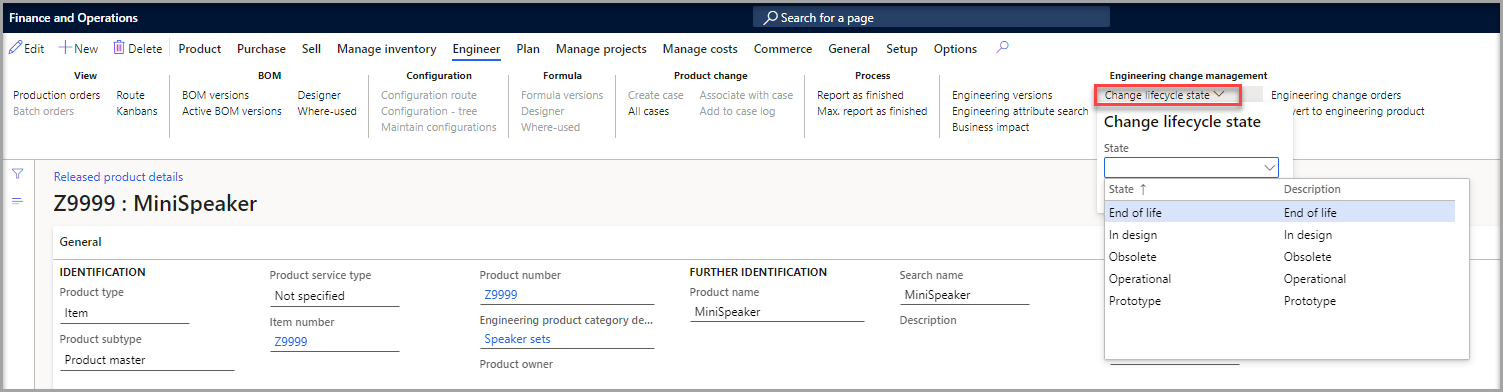 Finance and Operations
Search for a page
Edit New Delete Product Purchase Sell Manage inventory Engineer Plan Manage projects Manage costs Commerce General Setup Options
View
Production orders Route
Batch orders Kanbans
BOM
BOM versions Designer
Active BOM versions Where-used
Configuration
Configuration route
Configuration - tree
Maintain configurations
Formula
Formula versions
Designer
Where-used
Product change
Create case Associate with case
All cases Add to case log
Process
Report as finished
Max. report as finished
Engineering change management
Engineering versions Change lifecycle state Engineering change orders
Engineering attribute search vert to engineering product
Business impact
Change lifecycle state
State
State ↑ Description
End of life End of life
In design In design
Obsolete Obsolete
Operational Operational
Prototype Prototype
Released product details
Z9999 : MiniSpeaker
General
IDENTIFICATION
Product type
Item
Product subtype
Product master
Product service type
Not specified
Item number
Z9999
Product number
Z9999
Engineering product category de...
Speaker sets
Product owner
FURTHER IDENTIFICATION
Product name
MiniSpeaker
Search name
MiniSpeaker
Description